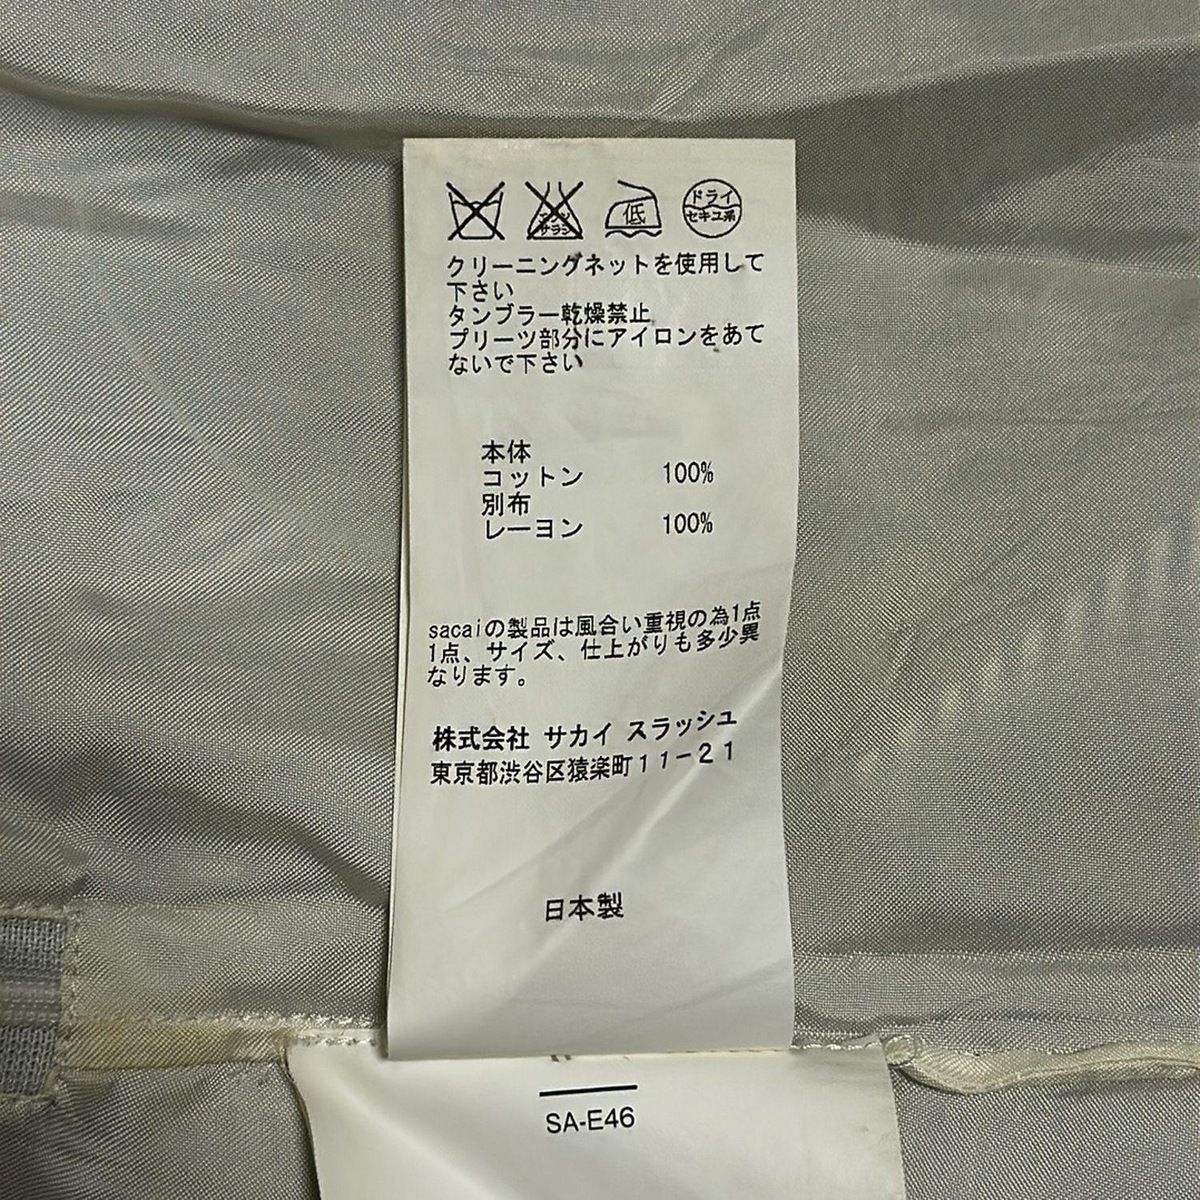 エンソ
サラシ
低
ドライ
セキユ系
クリーニングネットを使用して
下さい
タンブラー乾燥禁止
プリーツ部分にアイロンをあて
ないで下さい
本体
コットン 100%
別布
レーヨン 100%
sacaiの製品は風合い重視の為1点
1点、サイズ、仕上がりも多少異
なります。
株式会社 サカイ スラッシュ
東京都渋谷区猿楽町11-21
日本製
SA-E46